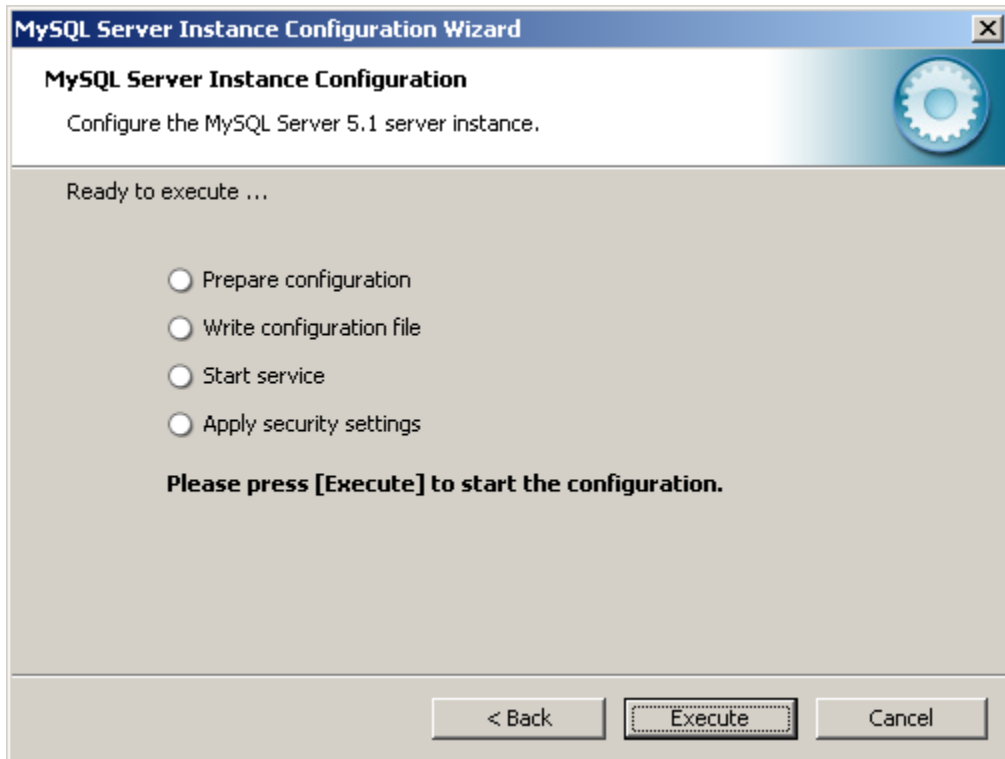 MySQL Server Instance Configuration Wizard
MySQL Server Instance Configuration
Configure the MySQL Server 5.1 server instance.
Ready to execute ...
Prepare configuration
Write configuration file
Start service
Apply security settings
Please press [Execute] to start the configuration.
< Back Execute Cancel